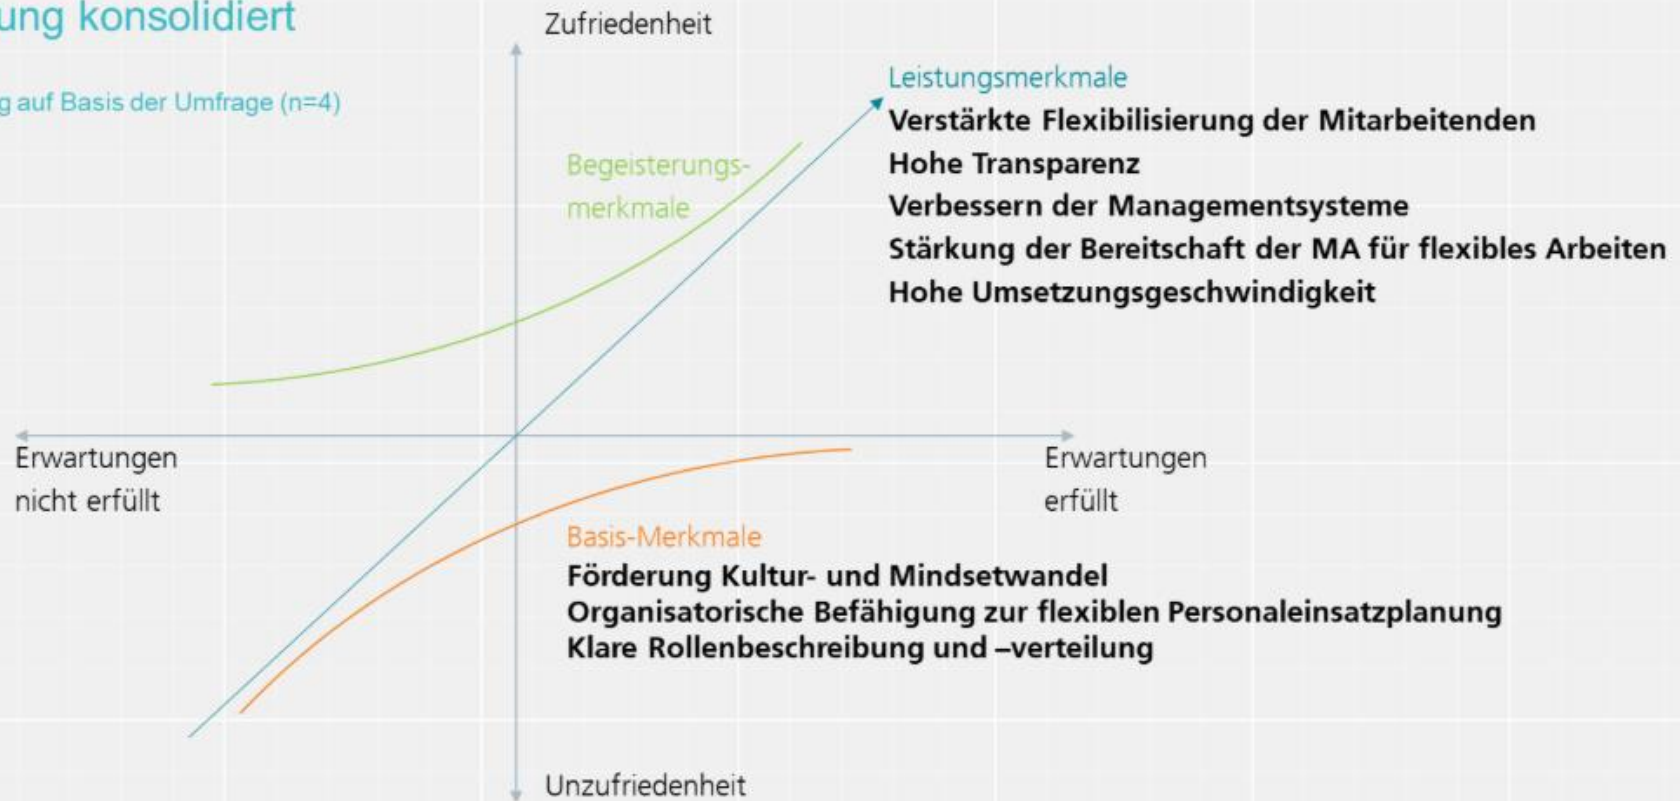 ung konsolidiert
g auf Basis der Umfrage (n=4)
Zufriedenheit
Leistungsmerkmale
Verstärkte Flexibilisierung der Mitarbeitenden
Hohe Transparenz
Verbessern der Managementsysteme
Stärkung der Bereitschaft der MA für flexibles Arbeiten
Hohe Umsetzungsgeschwindigkeit
Begeisterungs-
merkmale
Erwartungen
nicht erfüllt
Erwartungen
erfüllt
Basis-Merkmale
Förderung Kultur- und Mindsetwandel
Organisatorische Befähigung zur flexiblen Personaleinsatzplanung
Klare Rollenbeschreibung und –verteilung
Unzufriedenheit